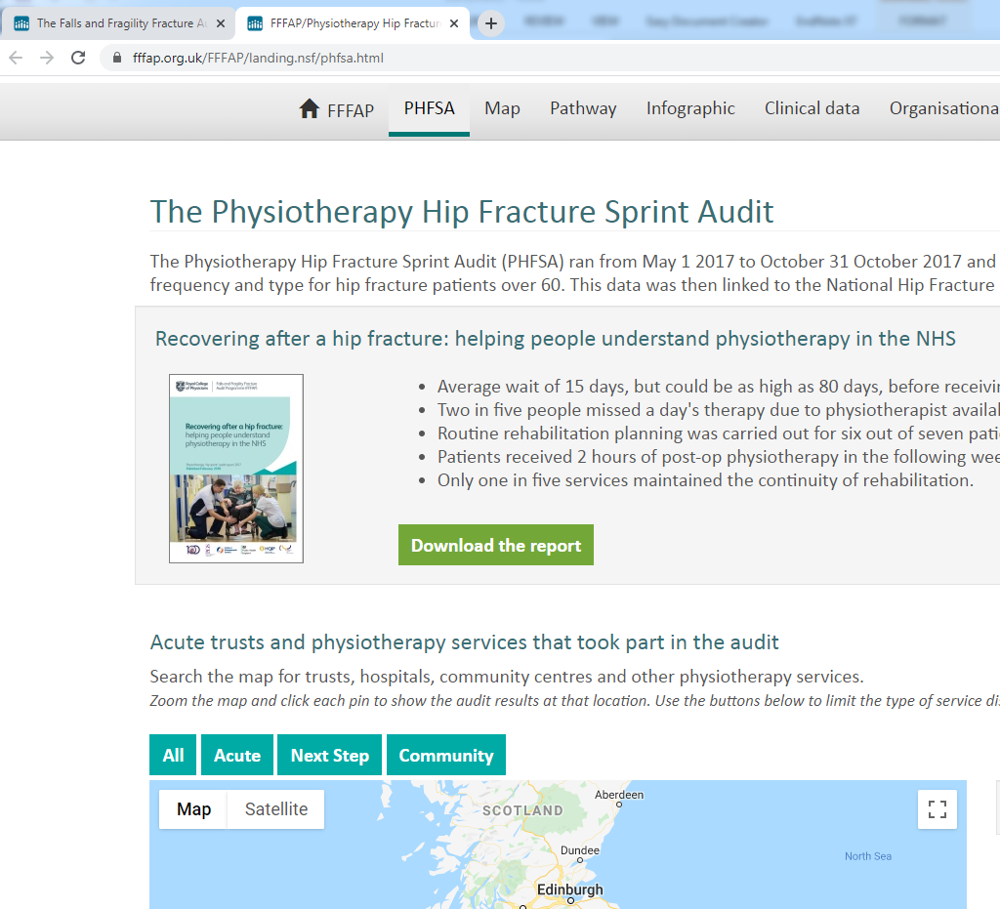 The Falls and Fragility Fracture A
FFFAP/Physiotherapy Hip Fractur
fffap.org.uk/FFFAP/landing.nsf/phfsa.html
FFFAP PHFSA Map Pathway Infographic Clinical data Organisationa
The Physiotherapy Hip Fracture Sprint Audit
The Physiotherapy Hip Fracture Sprint Audit (PHFSA) ran from May 1 2017 to October 31 October 2017 and
frequency and type for hip fracture patients over 60. This data was then linked to the National Hip Fracture
Recovering after a hip fracture: helping people understand physiotherapy in the NHS
Royal College of Physicians
Falls and Fragility Fracture
Audit Programme (FFFAP)
Recovering after a hip fracture:
helping people understand
physiotherapy in the NHS
• Average wait of 15 days, but could be as high as 80 days, before receivin
• Two in five people missed a day's therapy due to physiotherapist availal
• Routine rehabilitation planning was carried out for six out of seven pati
• Patients received 2 hours of post-op physiotherapy in the following wee
• Only one in five services maintained the continuity of rehabilitation.
Download the report
Acute trusts and physiotherapy services that took part in the audit
Search the map for trusts, hospitals, community centres and other physiotherapy services.
Zoom the map and click each pin to show the audit results at that location. Use the buttons below to limit the type of service di
All Acute Next Step Community
Map Satellite
Aberdeen
SCOTLAND
Dundee
North Sea
Edinburgh